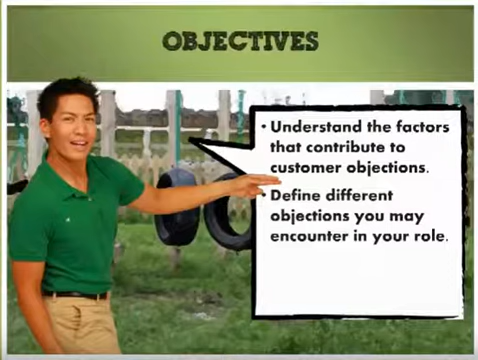 OBJECTIVES
• Understand the factors
that contribute to
customer objections.
• Define different
objections you may
encounter in your role.